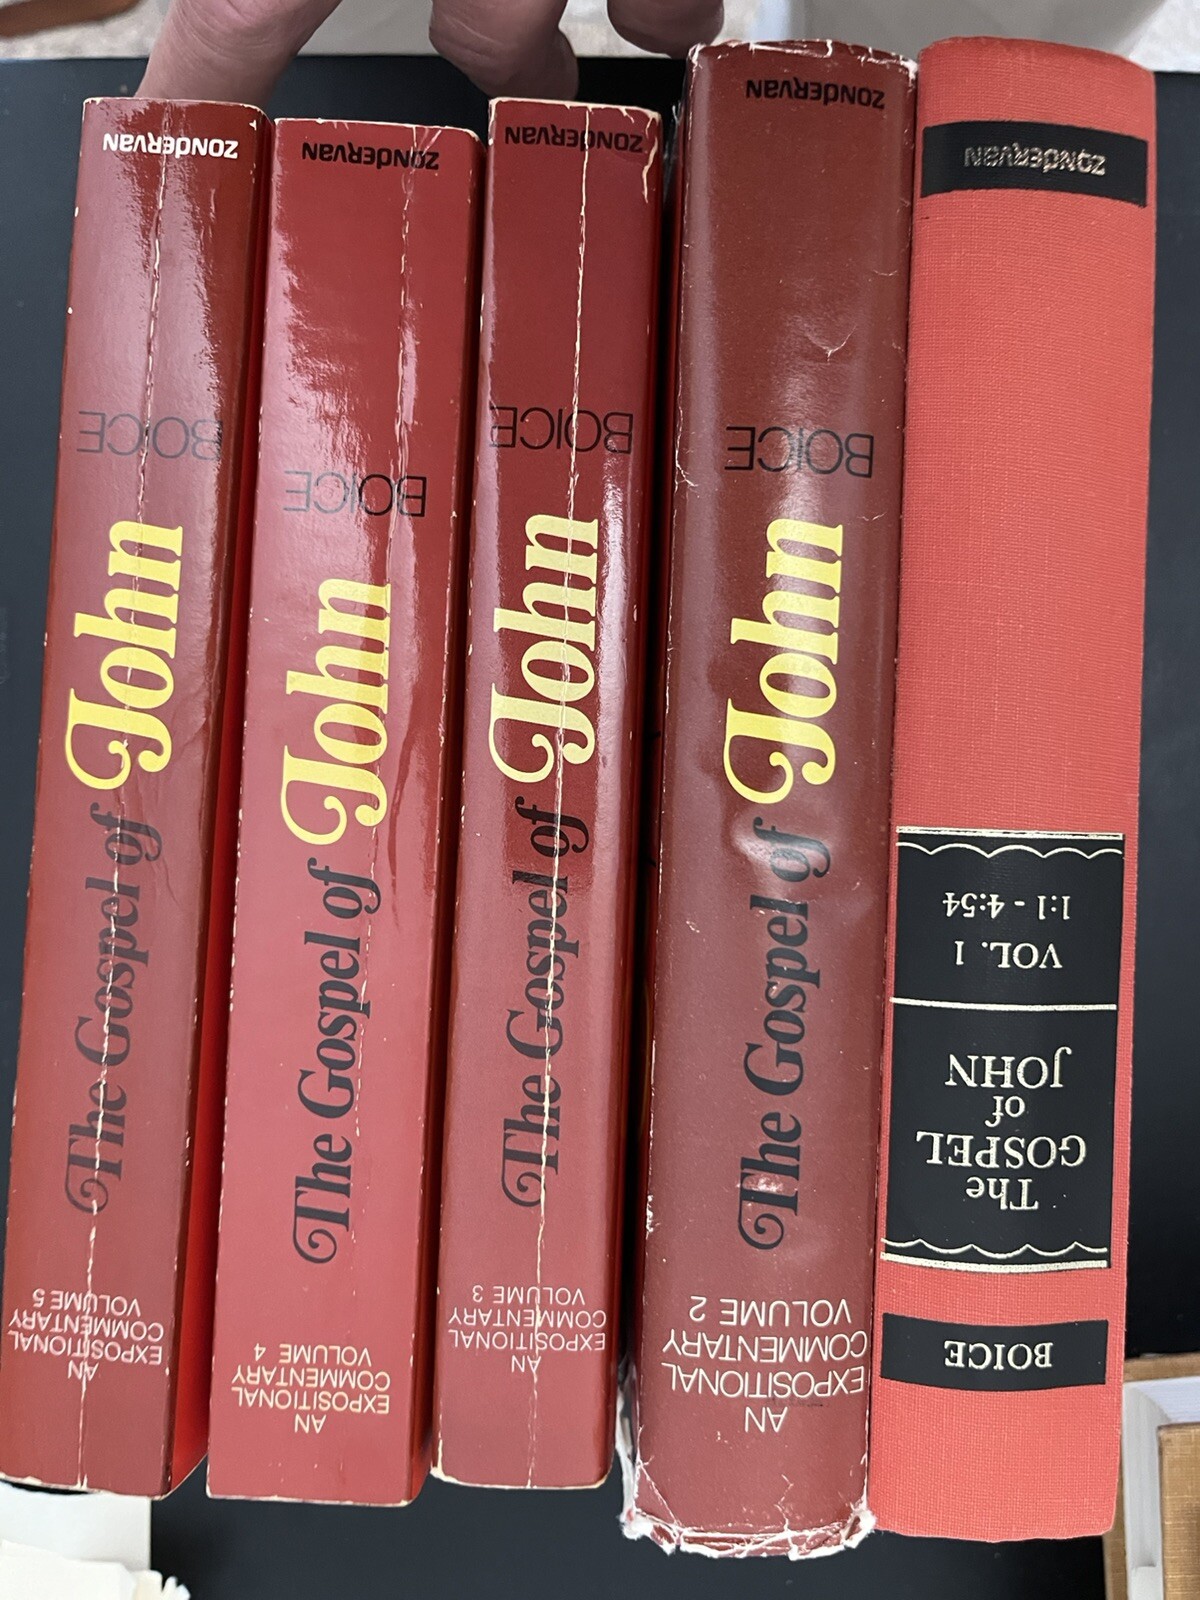 AN
EXPOSITIONAL
COMMENTARY
VOLUME 5
The Gospel of John
BOICE
ZONDERVAN
AN
EXPOSITIONAL
COMMENTARY
VOLUME 4
The Gospel of John
BOICE
ZONDERVAN
AN
EXPOSITIONAL
COMMENTARY
VOLUME 3
The Gospel of John
BOICE
ZONDERVAN
AN
EXPOSITIONAL
COMMENTARY
VOLUME 2
The Gospel of John
BOICE
ZONDERVAN
BOICE
The
GOSPEL
of
JOHN
VOL. 1
1:1 - 4:54
ZONDERVAN